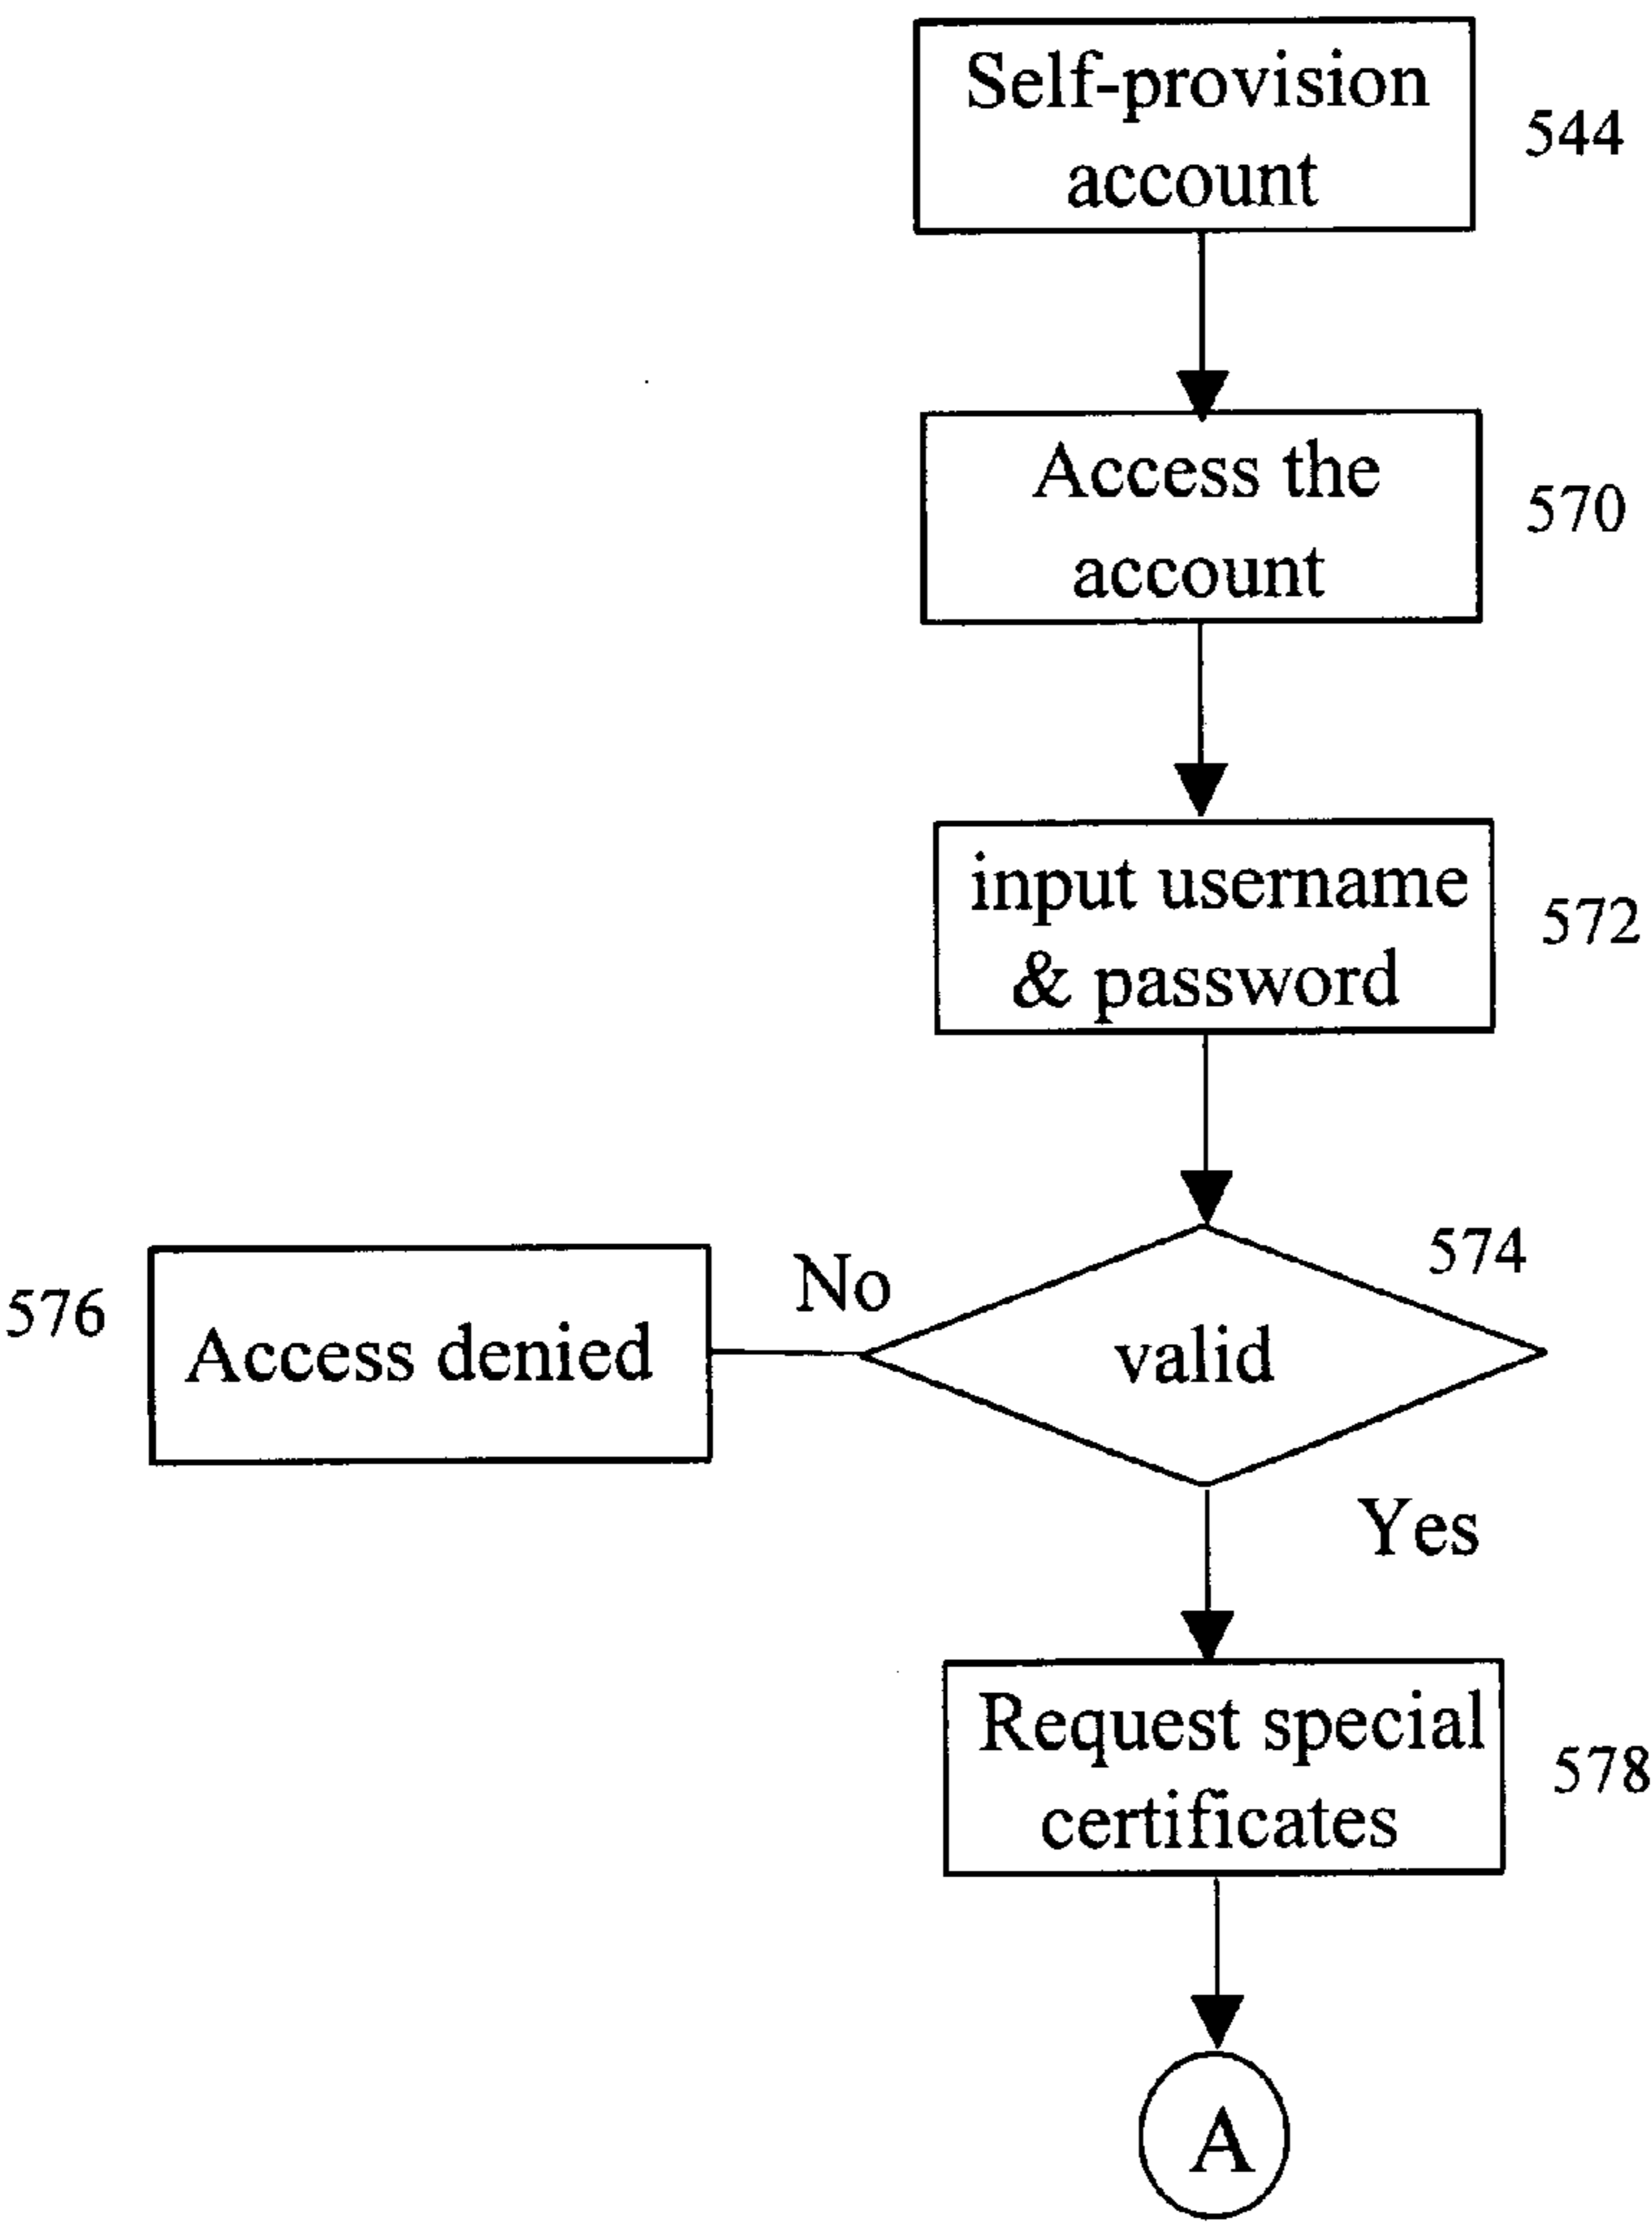 Self-provision
account
544
Access the
account
570
input username
& password
572
574
No
576
Access denied
valid
Yes
Request special
certificates
578
A